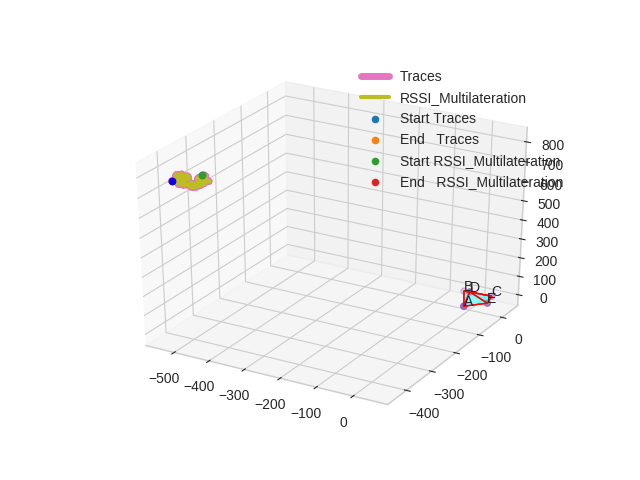 Traces
RSSI_Multilateration
Start Traces
End Traces
Start RSSI_Multilateration
End RSSI_Multilateration
800
700
600
500
400
300
200
100
0
B
D
C
A
E
0
−100
−200
−300
−400
−500
−400
−300
−200
−100
0